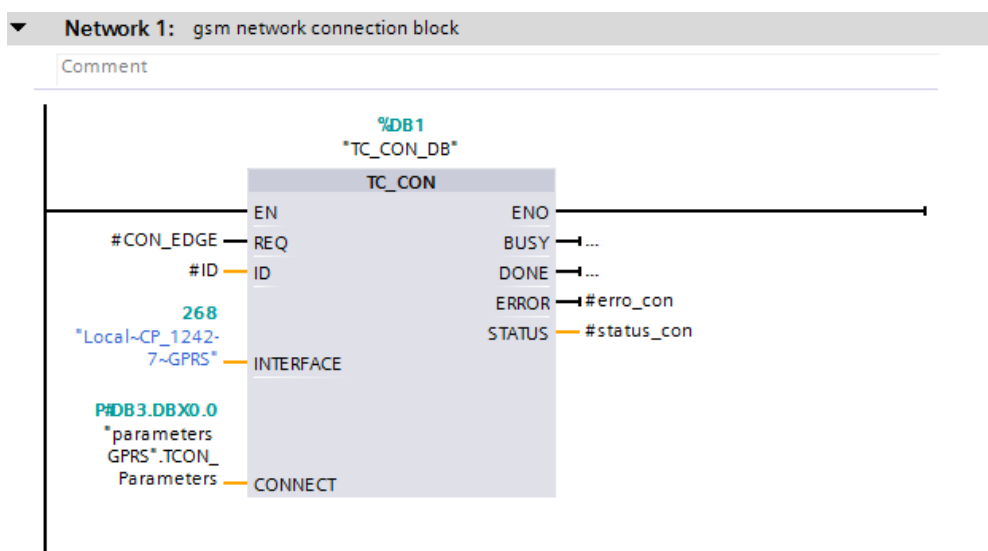 Network 1: gsm network connection block
Comment
%DB1
"TC_CON_DB"
TC_CON
EN ENO
#CON_EDGE REQ BUSY ...
#ID ID DONE ...
ERROR #erro_con
268
STATUS #status_con
"Local~CP_1242-
7~GPRS" INTERFACE
P#DB3.DBX0.0
"parameters
GPRS".TCON_
Parameters CONNECT